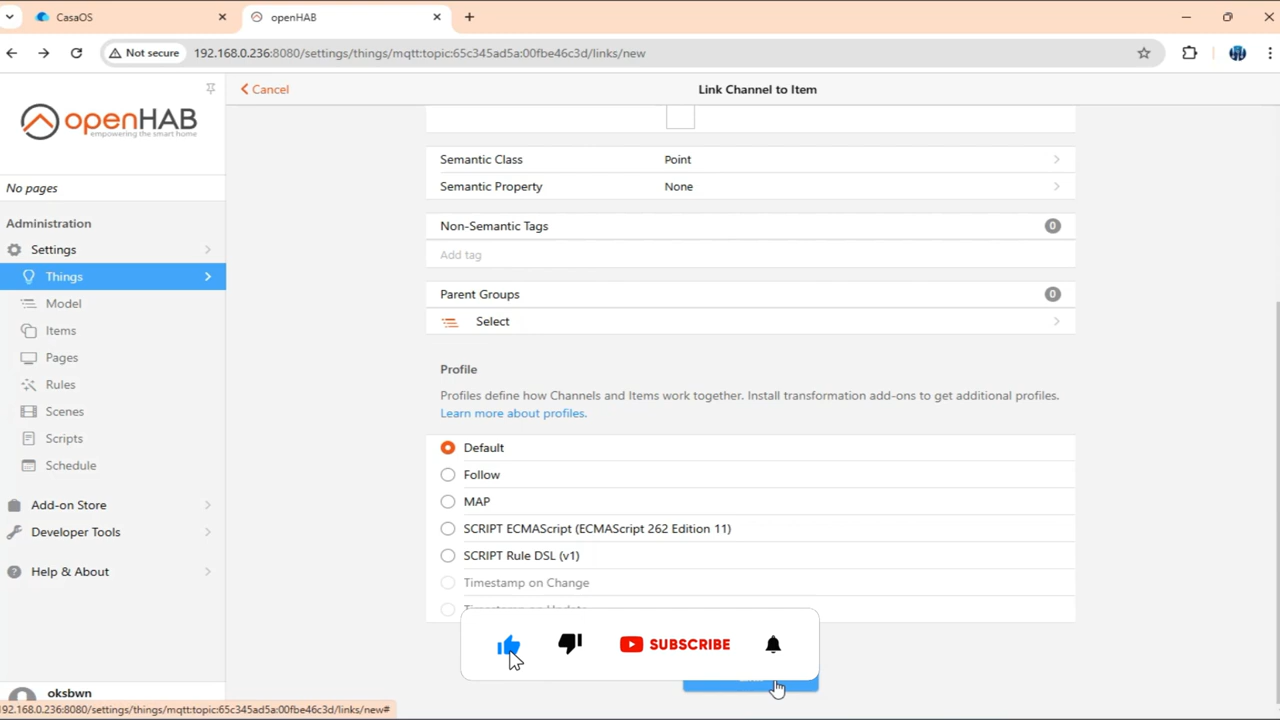 CasaOS
openHAB
Not secure
192.168.0.236:8080/settings/things/mqtt:topic:65c345ad5a:00fbe46c3d/links/new
openHAB
empowering the smart home
Cancel
Link Channel to Item
No pages
Administration
Settings
Things
Model
Items
Pages
Rules
Scenes
Scripts
Schedule
Add-on Store
Developer Tools
Help & About
oksbwn
Semantic Class Point
Semantic Property None
Non-Semantic Tags 0
Add tag
Parent Groups 0
Select
Profile
Profiles define how Channels and Items work together. Install transformation add-ons to get additional profiles.
Learn more about profiles.
Default
Follow
MAP
SCRIPT ECMAScript (ECMAScript 262 Edition 11)
SCRIPT Rule DSL (v1)
Timestamp on Change
SUBSCRIBE
192.168.0.236:8080/settings/things/mqtt:topic:65c345ad5a:00fbe46c3d/links/new#